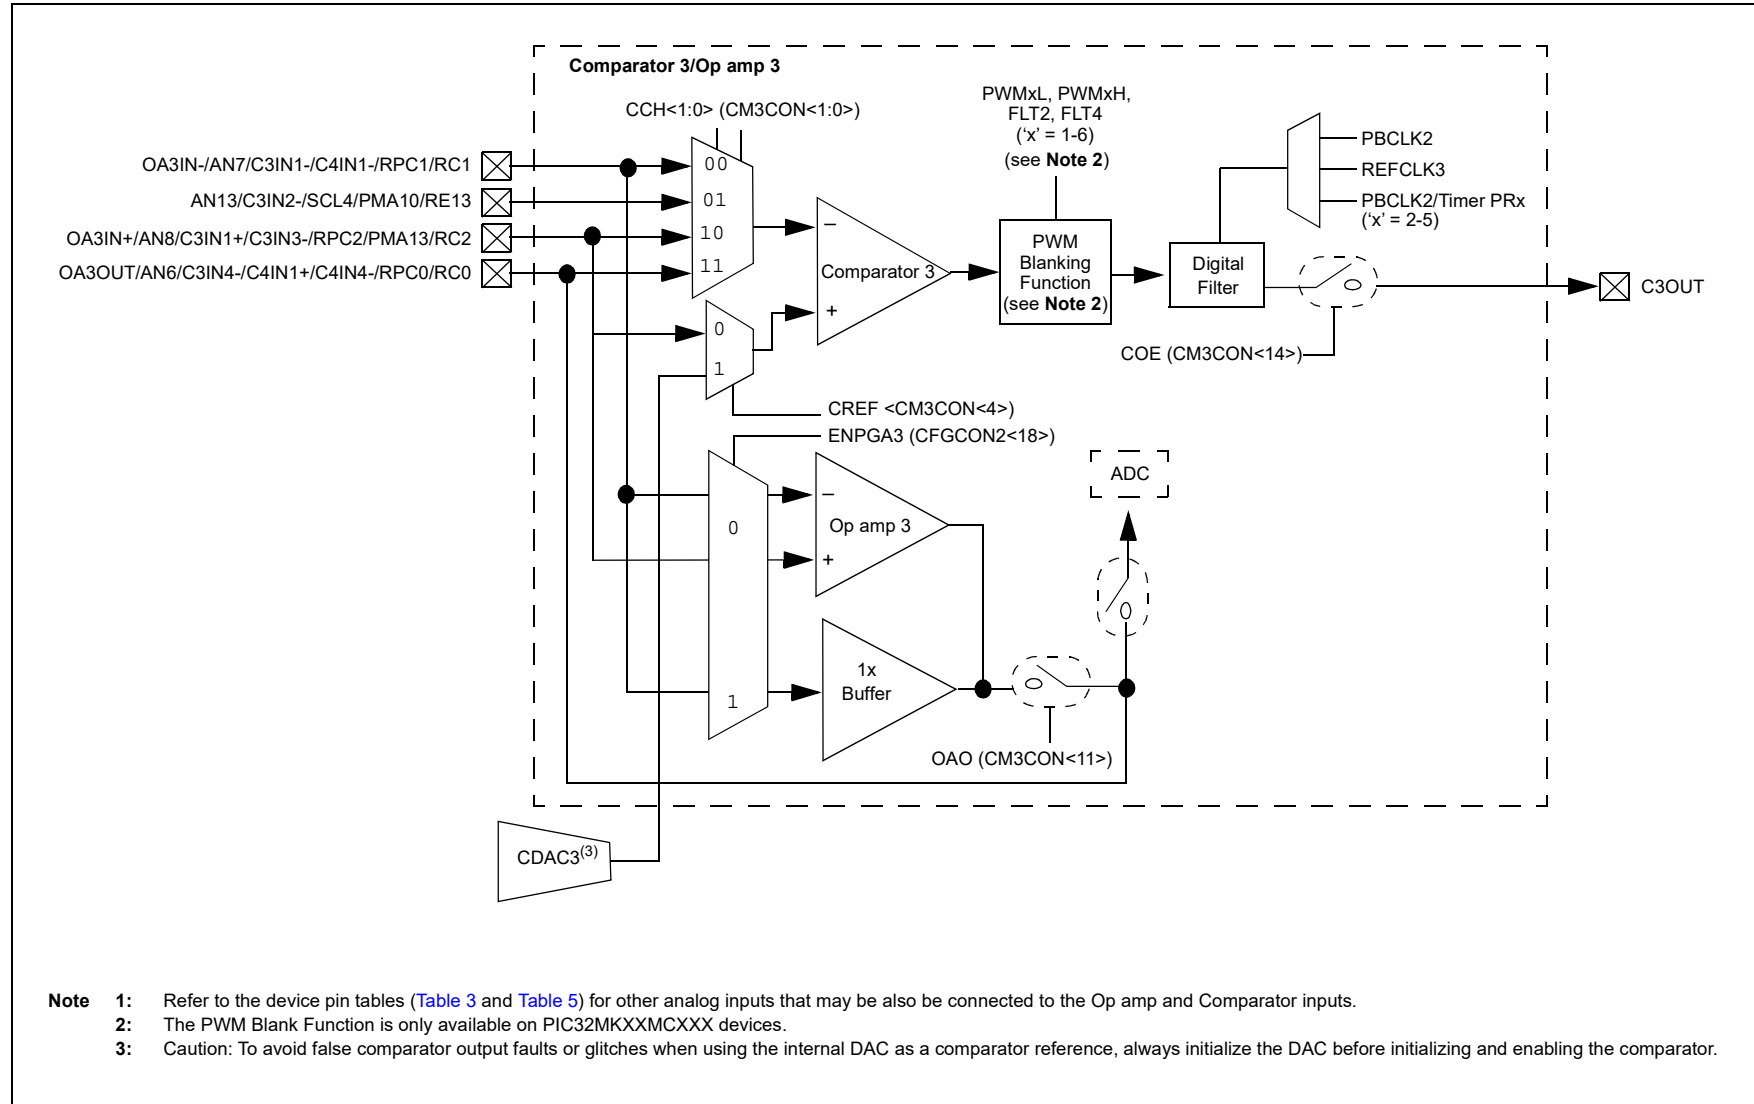 Comparator 3/Op amp 3
CCH<1:0> (CM3CON<1:0>)
PWMxL, PWMxH,
FLT2, FLT4
(‘x’ = 1-6)
(see Note 2)
OA3IN-/AN7/C3IN1-/C4IN1-/RPC1/RC1
AN13/C3IN2-/SCL4/PMA10/RE13
OA3IN+/AN8/C3IN1+/C3IN3-/RPC2/PMA13/RC2
OA3OUT/AN6/C3IN4-/C4IN1+/C4IN4-/RPC0/RC0
00
01
10
11
0
1
–
+
Comparator 3
PWM
Blanking
Function
(see Note 2)
Digital
Filter
PBCLK2
REFCLK3
PBCLK2/Timer PRx
(‘x’ = 2-5)
C3OUT
COE (CM3CON<14>)
CREF <CM3CON<4>)
ENPGA3 (CFGCON2<18>)
0
1
–
+
Op amp 3
1x
Buffer
ADC
OAO (CM3CON<11>)
CDAC3(3)
Note 1: Refer to the device pin tables (Table 3 and Table 5) for other analog inputs that may be also be connected to the Op amp and Comparator inputs.
2: The PWM Blank Function is only available on PIC32MKXXMCXXX devices.
3: Caution: To avoid false comparator output faults or glitches when using the internal DAC as a comparator reference, always initialize the DAC before initializing and enabling the comparator.